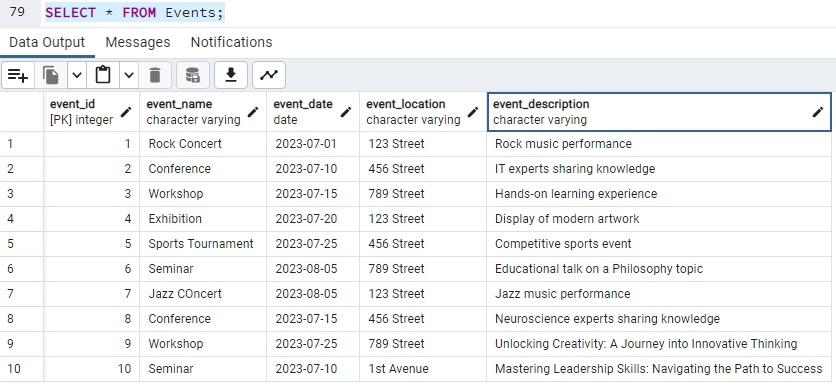 79 SELECT * FROM Events;
Data Output Messages Notifications
event_id event_name event_date event_location event_description
[PK] integer character varying date character varying character varying
1 1 Rock Concert 2023-07-01 123 Street Rock music performance
2 2 Conference 2023-07-10 456 Street IT experts sharing knowledge
3 3 Workshop 2023-07-15 789 Street Hands-on learning experience
4 4 Exhibition 2023-07-20 123 Street Display of modern artwork
5 5 Sports Tournament 2023-07-25 456 Street Competitive sports event
6 6 Seminar 2023-08-05 789 Street Educational talk on a Philosophy topic
7 7 Jazz COncert 2023-08-05 123 Street Jazz music performance
8 8 Conference 2023-07-15 456 Street Neuroscience experts sharing knowledge
9 9 Workshop 2023-07-25 789 Street Unlocking Creativity: A Journey into Innovative Thinking
10 10 Seminar 2023-07-10 1st Avenue Mastering Leadership Skills: Navigating the Path to Success